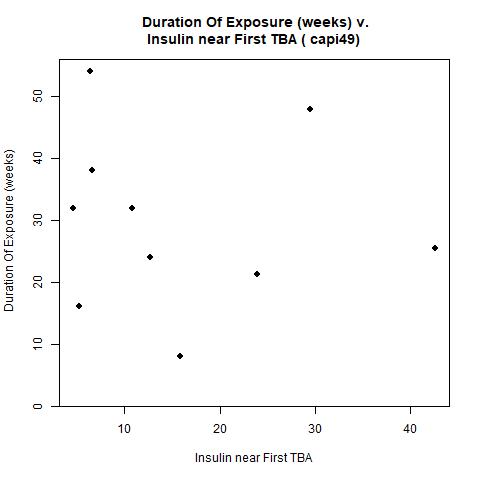 Duration Of Exposure (weeks) v.
Insulin near First TBA ( capi49)
Duration Of Exposure (weeks)
50
40
30
20
10
0
10 20 30 40
Insulin near First TBA